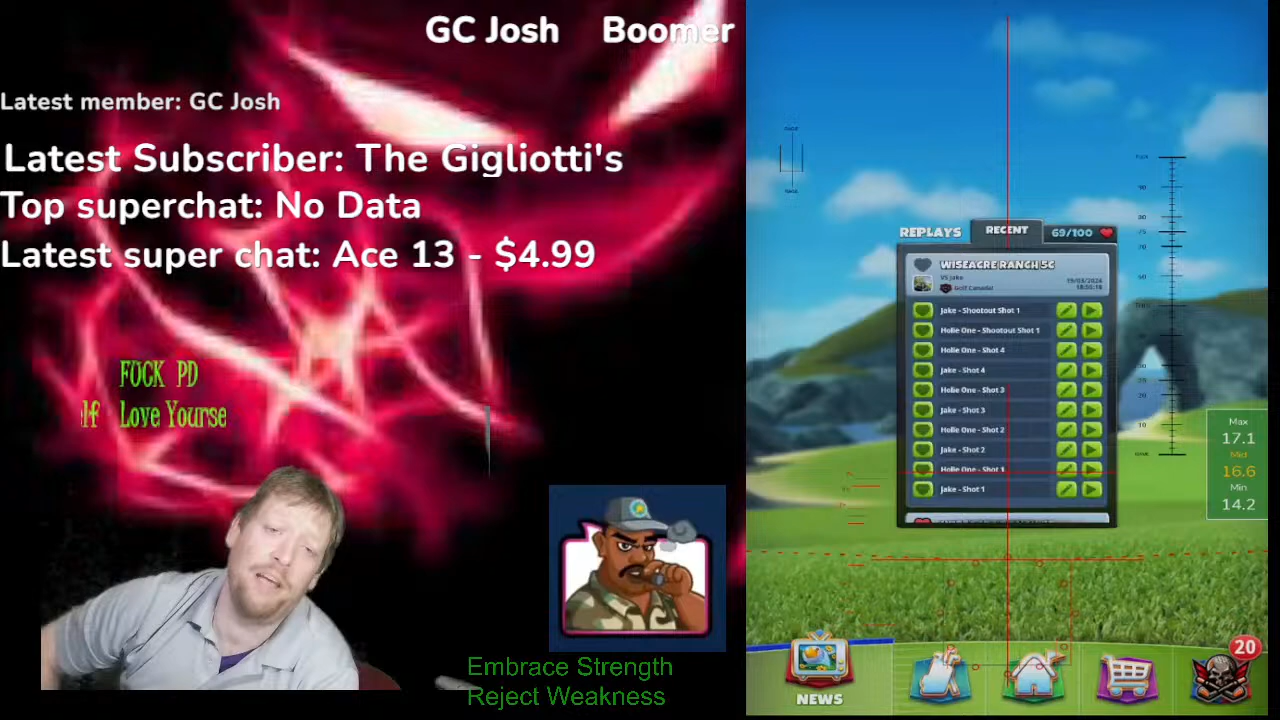 GC Josh Boomer
Latest member: GC Josh
Latest Subscriber: The Gigliotti's
Top superchat: No Data
Latest super chat: Ace 13 - $4.99
FUCK PD
lf Love Yourse
Embrace Strength
Reject Weakness
REPLAYS RECENT 69/100
WISEACRE RANCH 5C
VS Jake
Golf Canada!
Jake - Shootout Shot 1
Hollie One - Shootout Shot 1
Hollie One - Shot 4
Jake - Shot 4
Hollie One - Shot 3
Jake - Shot 3
Hollie One - Shot 2
Jake - Shot 2
Hollie One - Shot 1
Jake - Shot 1
Max
17.1
Mid
16.6
Min
14.2
NEWS
20